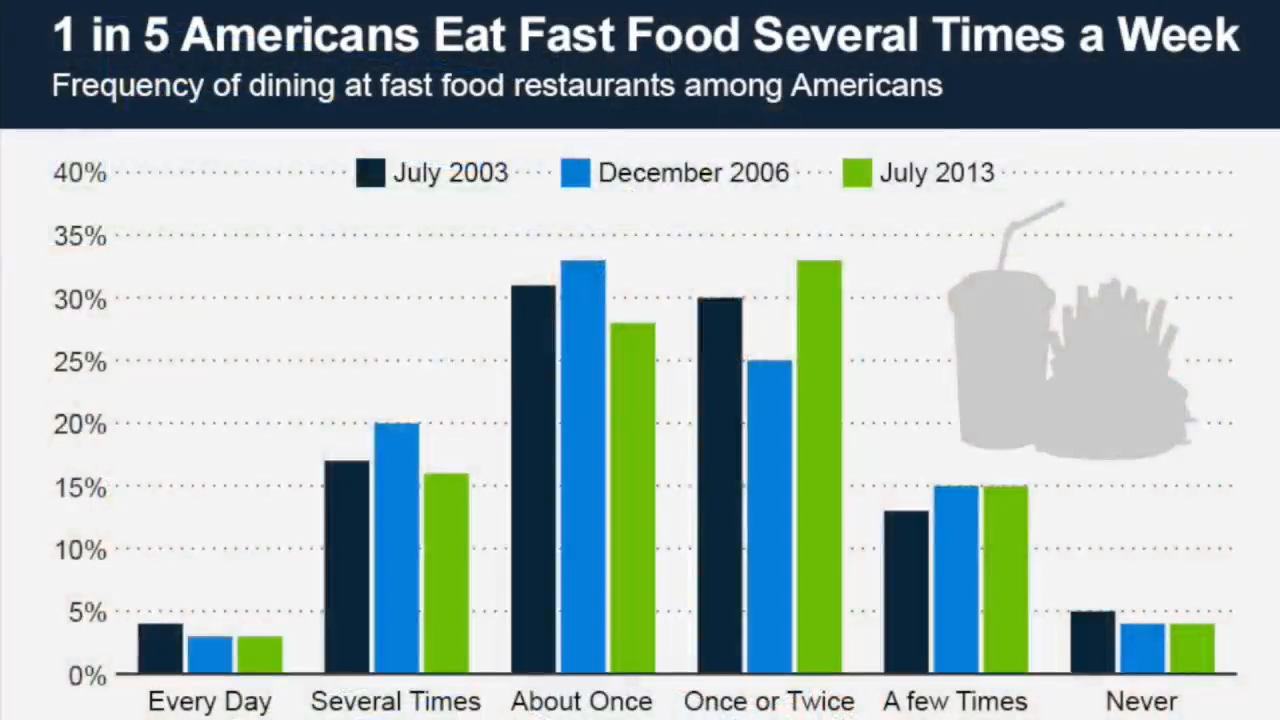 1 in 5 Americans Eat Fast Food Several Times a Week
Frequency of dining at fast food restaurants among Americans
40%
July 2003
December 2006
July 2013
35%
30%
25%
20%
15%
10%
5%
0%
Every Day
Several Times
About Once
Once or Twice
A few Times
Never